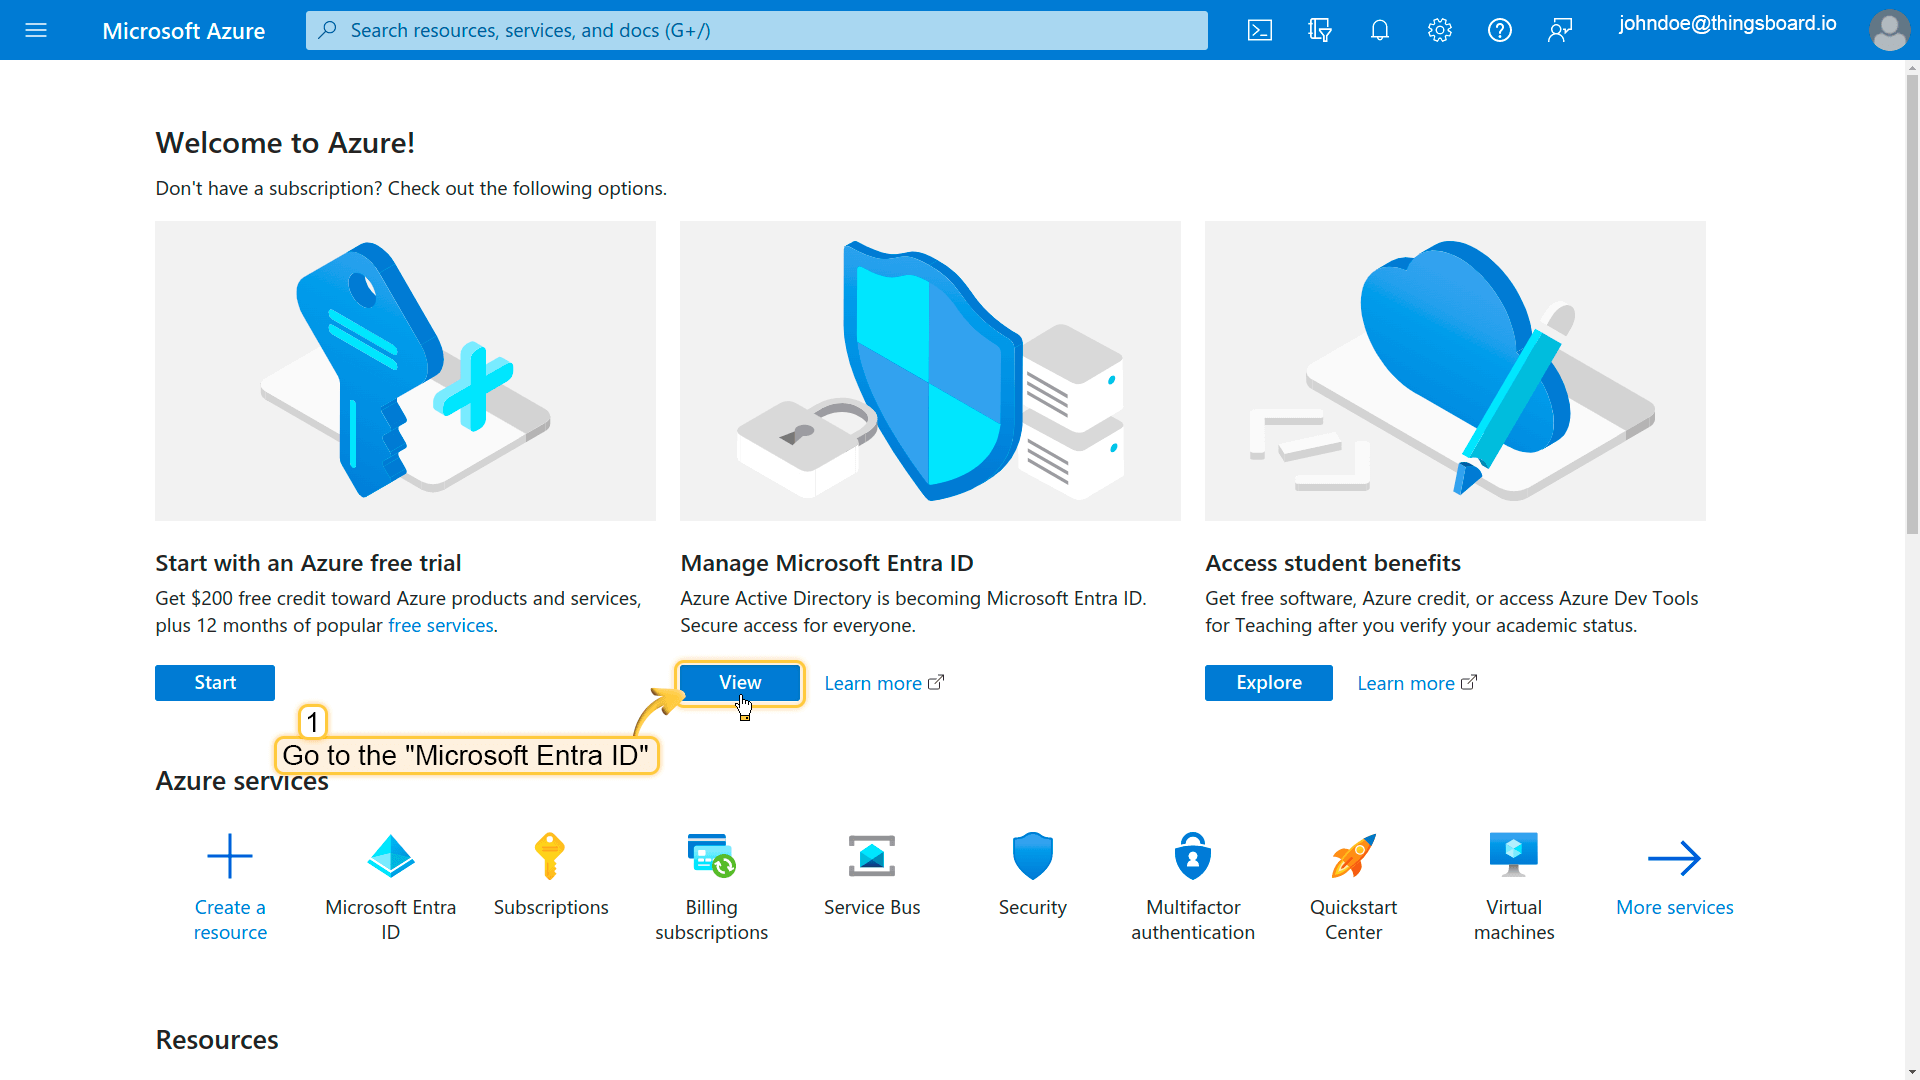 Microsoft Azure
Search resources, services, and docs (G+/)
johndoe@thingsboard.io
Welcome to Azure!
Don't have a subscription? Check out the following options.
Start with an Azure free trial
Get $200 free credit toward Azure products and services,
plus 12 months of popular free services.
Start
Manage Microsoft Entra ID
Azure Active Directory is becoming Microsoft Entra ID.
Secure access for everyone.
View
Learn more
Access student benefits
Get free software, Azure credit, or access Azure Dev Tools
for Teaching after you verify your academic status.
Explore
Learn more
1
Go to the "Microsoft Entra ID"
Azure services
Create a
resource
Microsoft Entra
ID
Subscriptions
Billing
subscriptions
Service Bus
Security
Multifactor
authentication
Quickstart
Center
Virtual
machines
More services
Resources